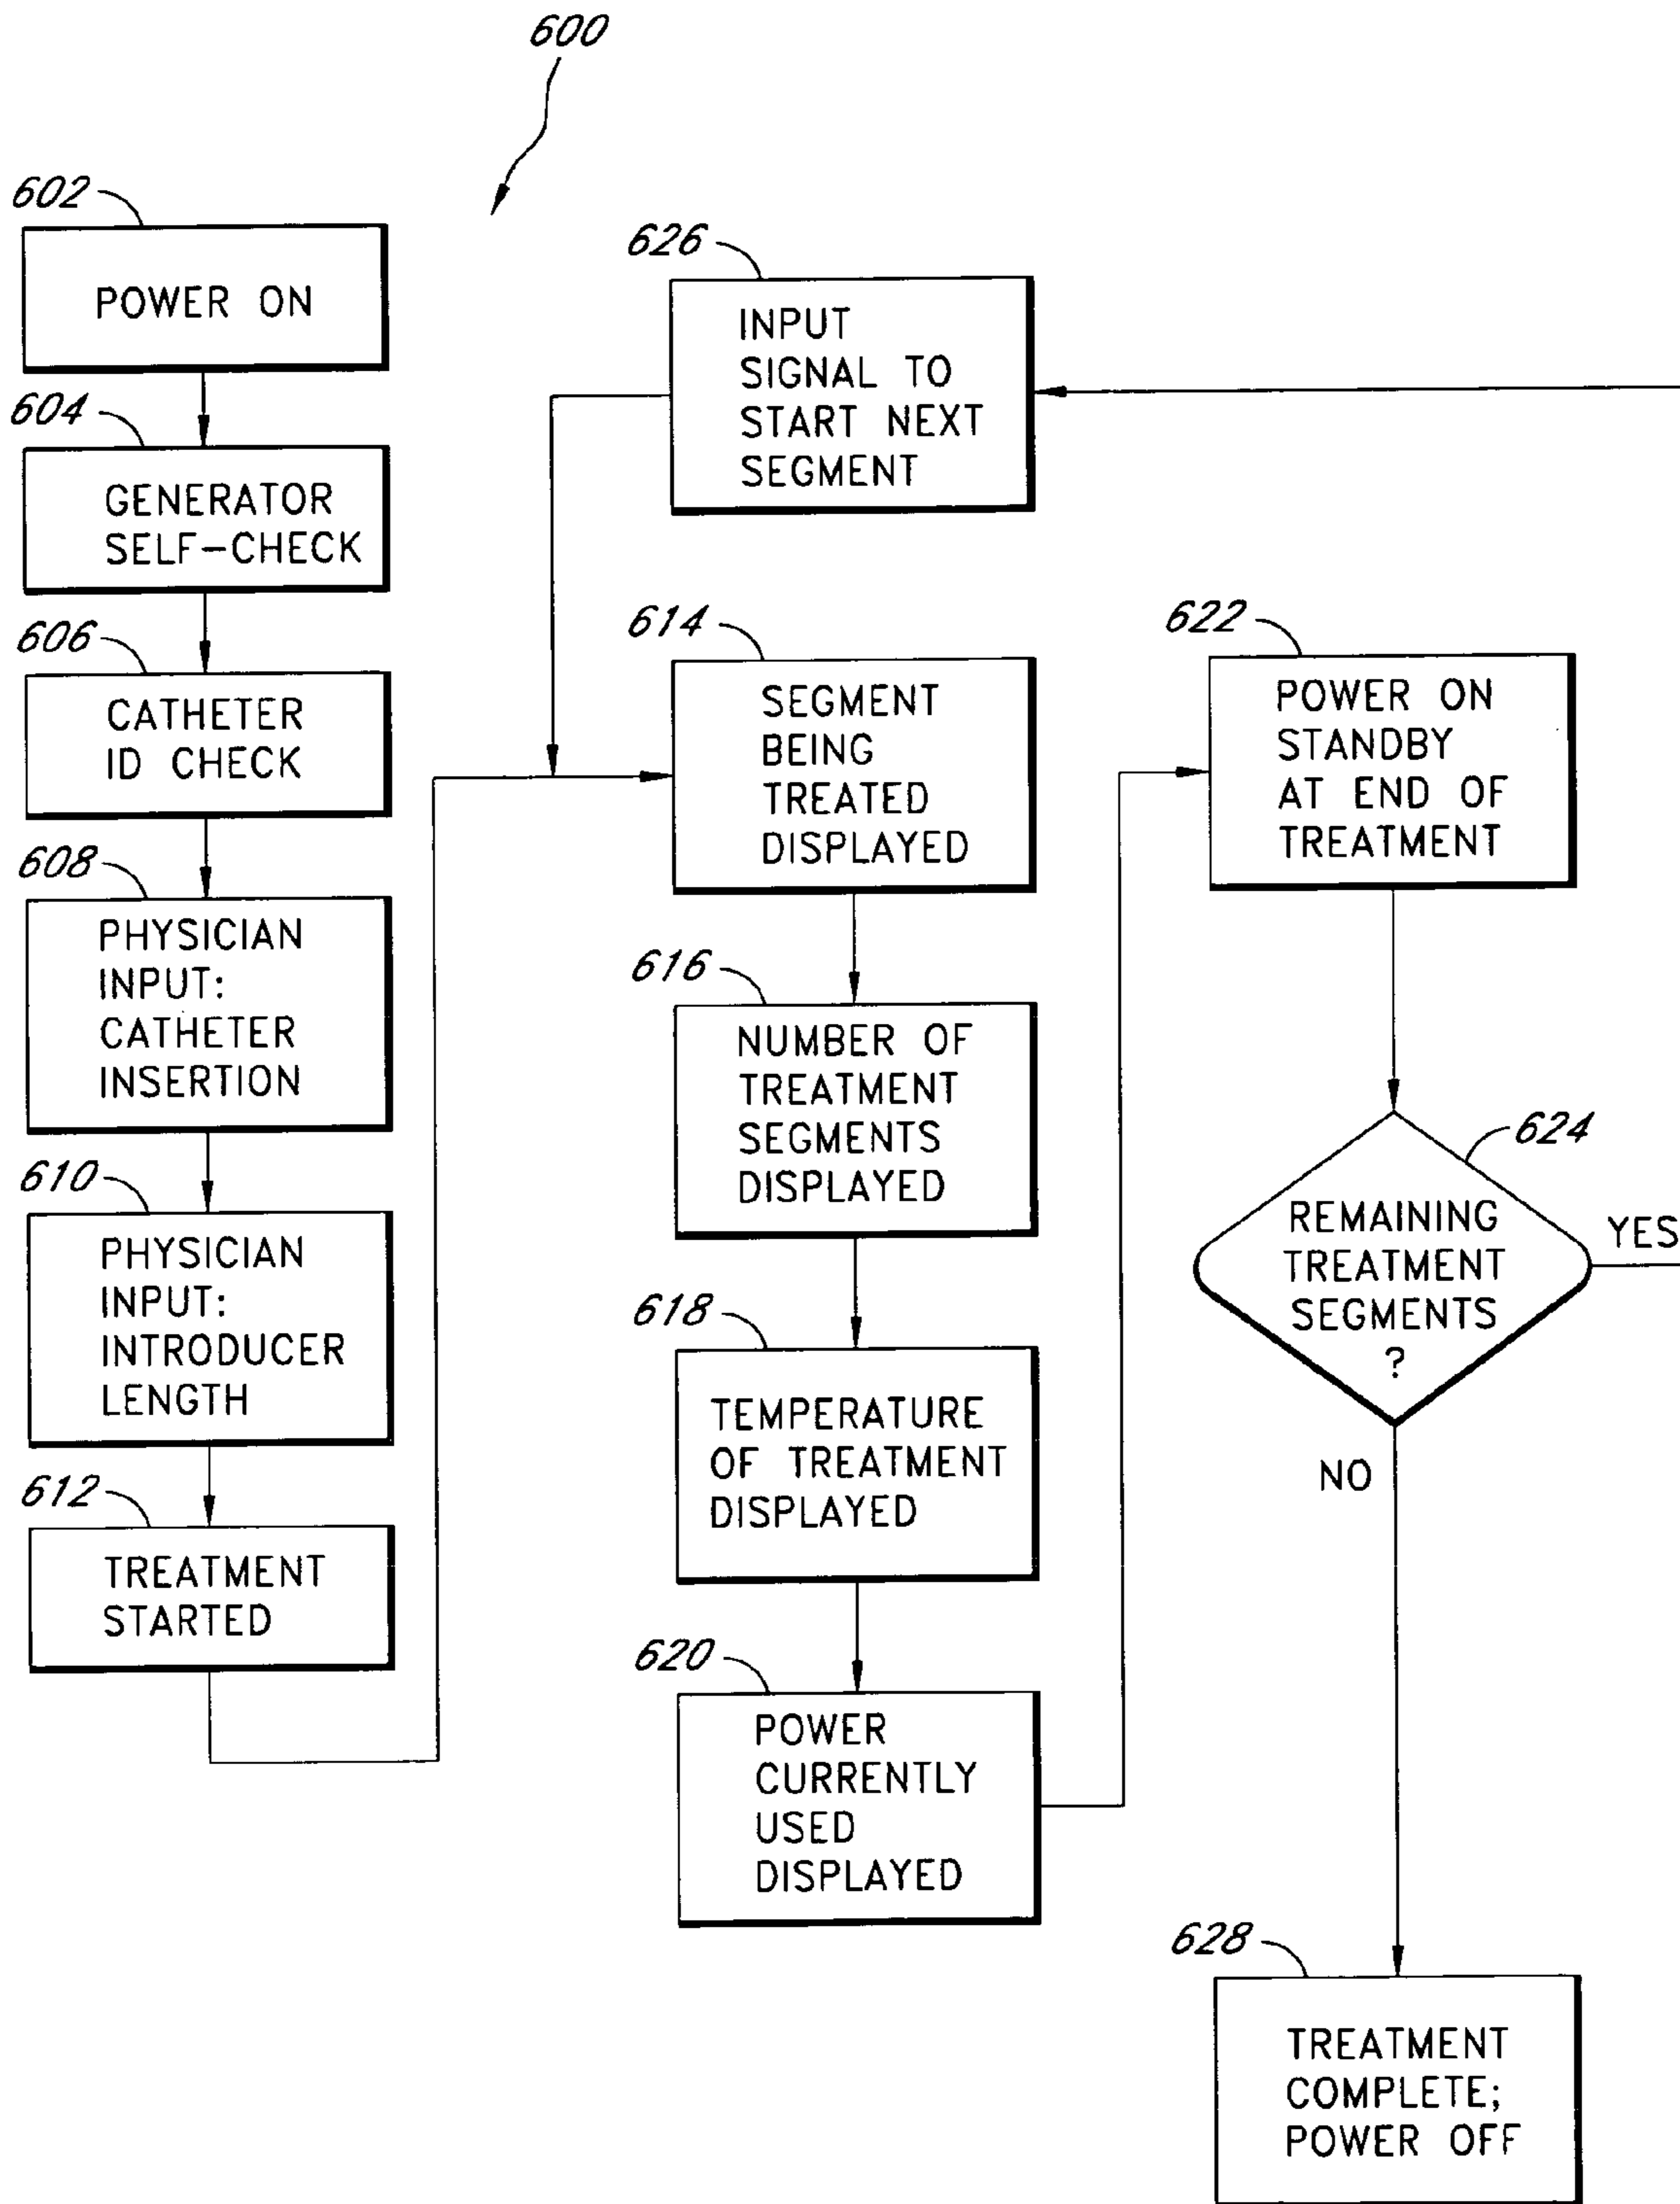 600
602
POWER ON
604
GENERATOR
SELF-CHECK
606
CATHETER
ID CHECK
608
PHYSICIAN
INPUT:
CATHETER
INSERTION
610
PHYSICIAN
INPUT:
INTRODUCER
LENGTH
612
TREATMENT
STARTED
626
INPUT
SIGNAL TO
START NEXT
SEGMENT
614
SEGMENT
BEING
TREATED
DISPLAYED
616
NUMBER OF
TREATMENT
SEGMENTS
DISPLAYED
618
TEMPERATURE
OF TREATMENT
DISPLAYED
620
POWER
CURRENTLY
USED
DISPLAYED
622
POWER ON
STANDBY
AT END OF
TREATMENT
624
REMAINING
TREATMENT
SEGMENTS
?
YES
NO
628
TREATMENT
COMPLETE;
POWER OFF